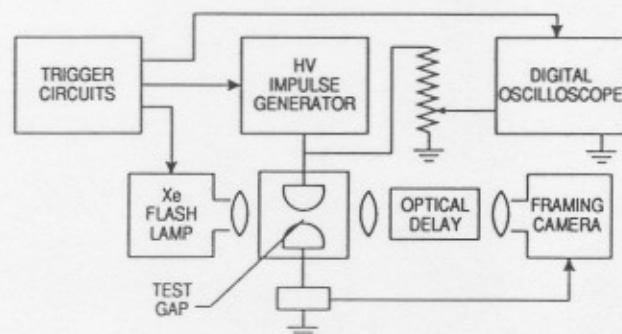 TRIGGER
CIRCUITS
HV
IMPULSE
GENERATOR
DIGITAL
OSCILLOSCOPE
Xe
FLASH
LAMP
OPTICAL
DELAY
FRAMING
CAMERA
TEST
GAP